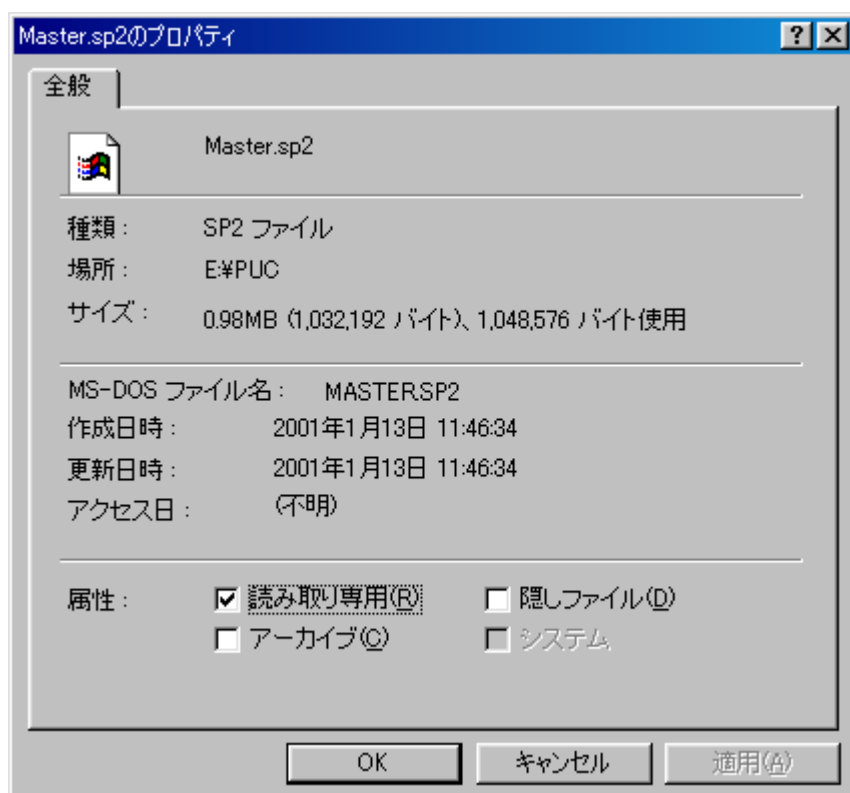 Master.sp2のプロパティ
全般
Master.sp2
種類： SP2 ファイル
場所： E:¥PUC
サイズ： 0.98MB (1,032,192 バイト)、1,048,576 バイト使用
MS-DOS ファイル名： MASTER.SP2
作成日時： 2001年1月13日 11:46:34
更新日時： 2001年1月13日 11:46:34
アクセス日： (不明)
属性： 読み取り専用(R) 隠しファイル(D)
アーカイブ(C) システム
OK キャンセル 適用(A)